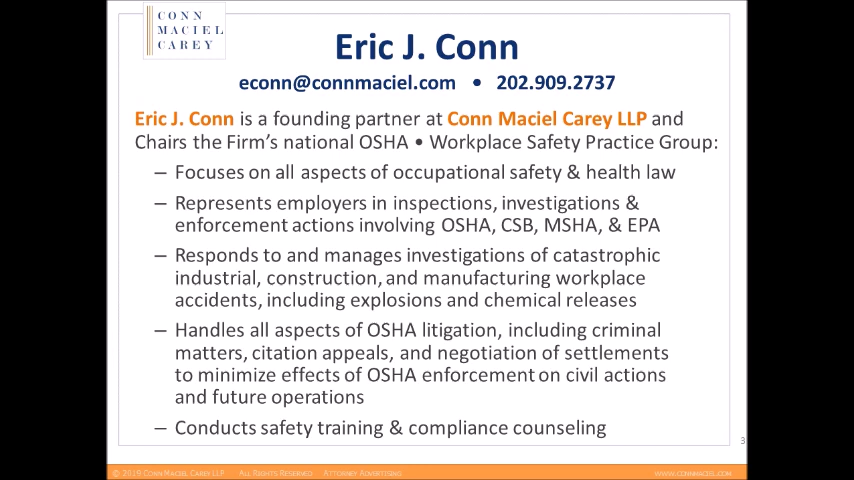 CONN
MACIEL
CAREY
Eric J. Conn
econn@connmaciel.com • 202.909.2737
Eric J. Conn is a founding partner at Conn Maciel Carey LLP and
Chairs the Firm's national OSHA • Workplace Safety Practice Group:
– Focuses on all aspects of occupational safety & health law
– Represents employers in inspections, investigations &
enforcement actions involving OSHA, CSB, MSHA, & EPA
– Responds to and manages investigations of catastrophic
industrial, construction, and manufacturing workplace
accidents, including explosions and chemical releases
– Handles all aspects of OSHA litigation, including criminal
matters, citation appeals, and negotiation of settlements
to minimize effects of OSHA enforcement on civil actions
and future operations
– Conducts safety training & compliance counseling
3
© 2016 CONN MACIEL CAREY LLP ALL RIGHTS RESERVED ATTORNEY ADVERTISING WWW.CONNMACIEL.COM